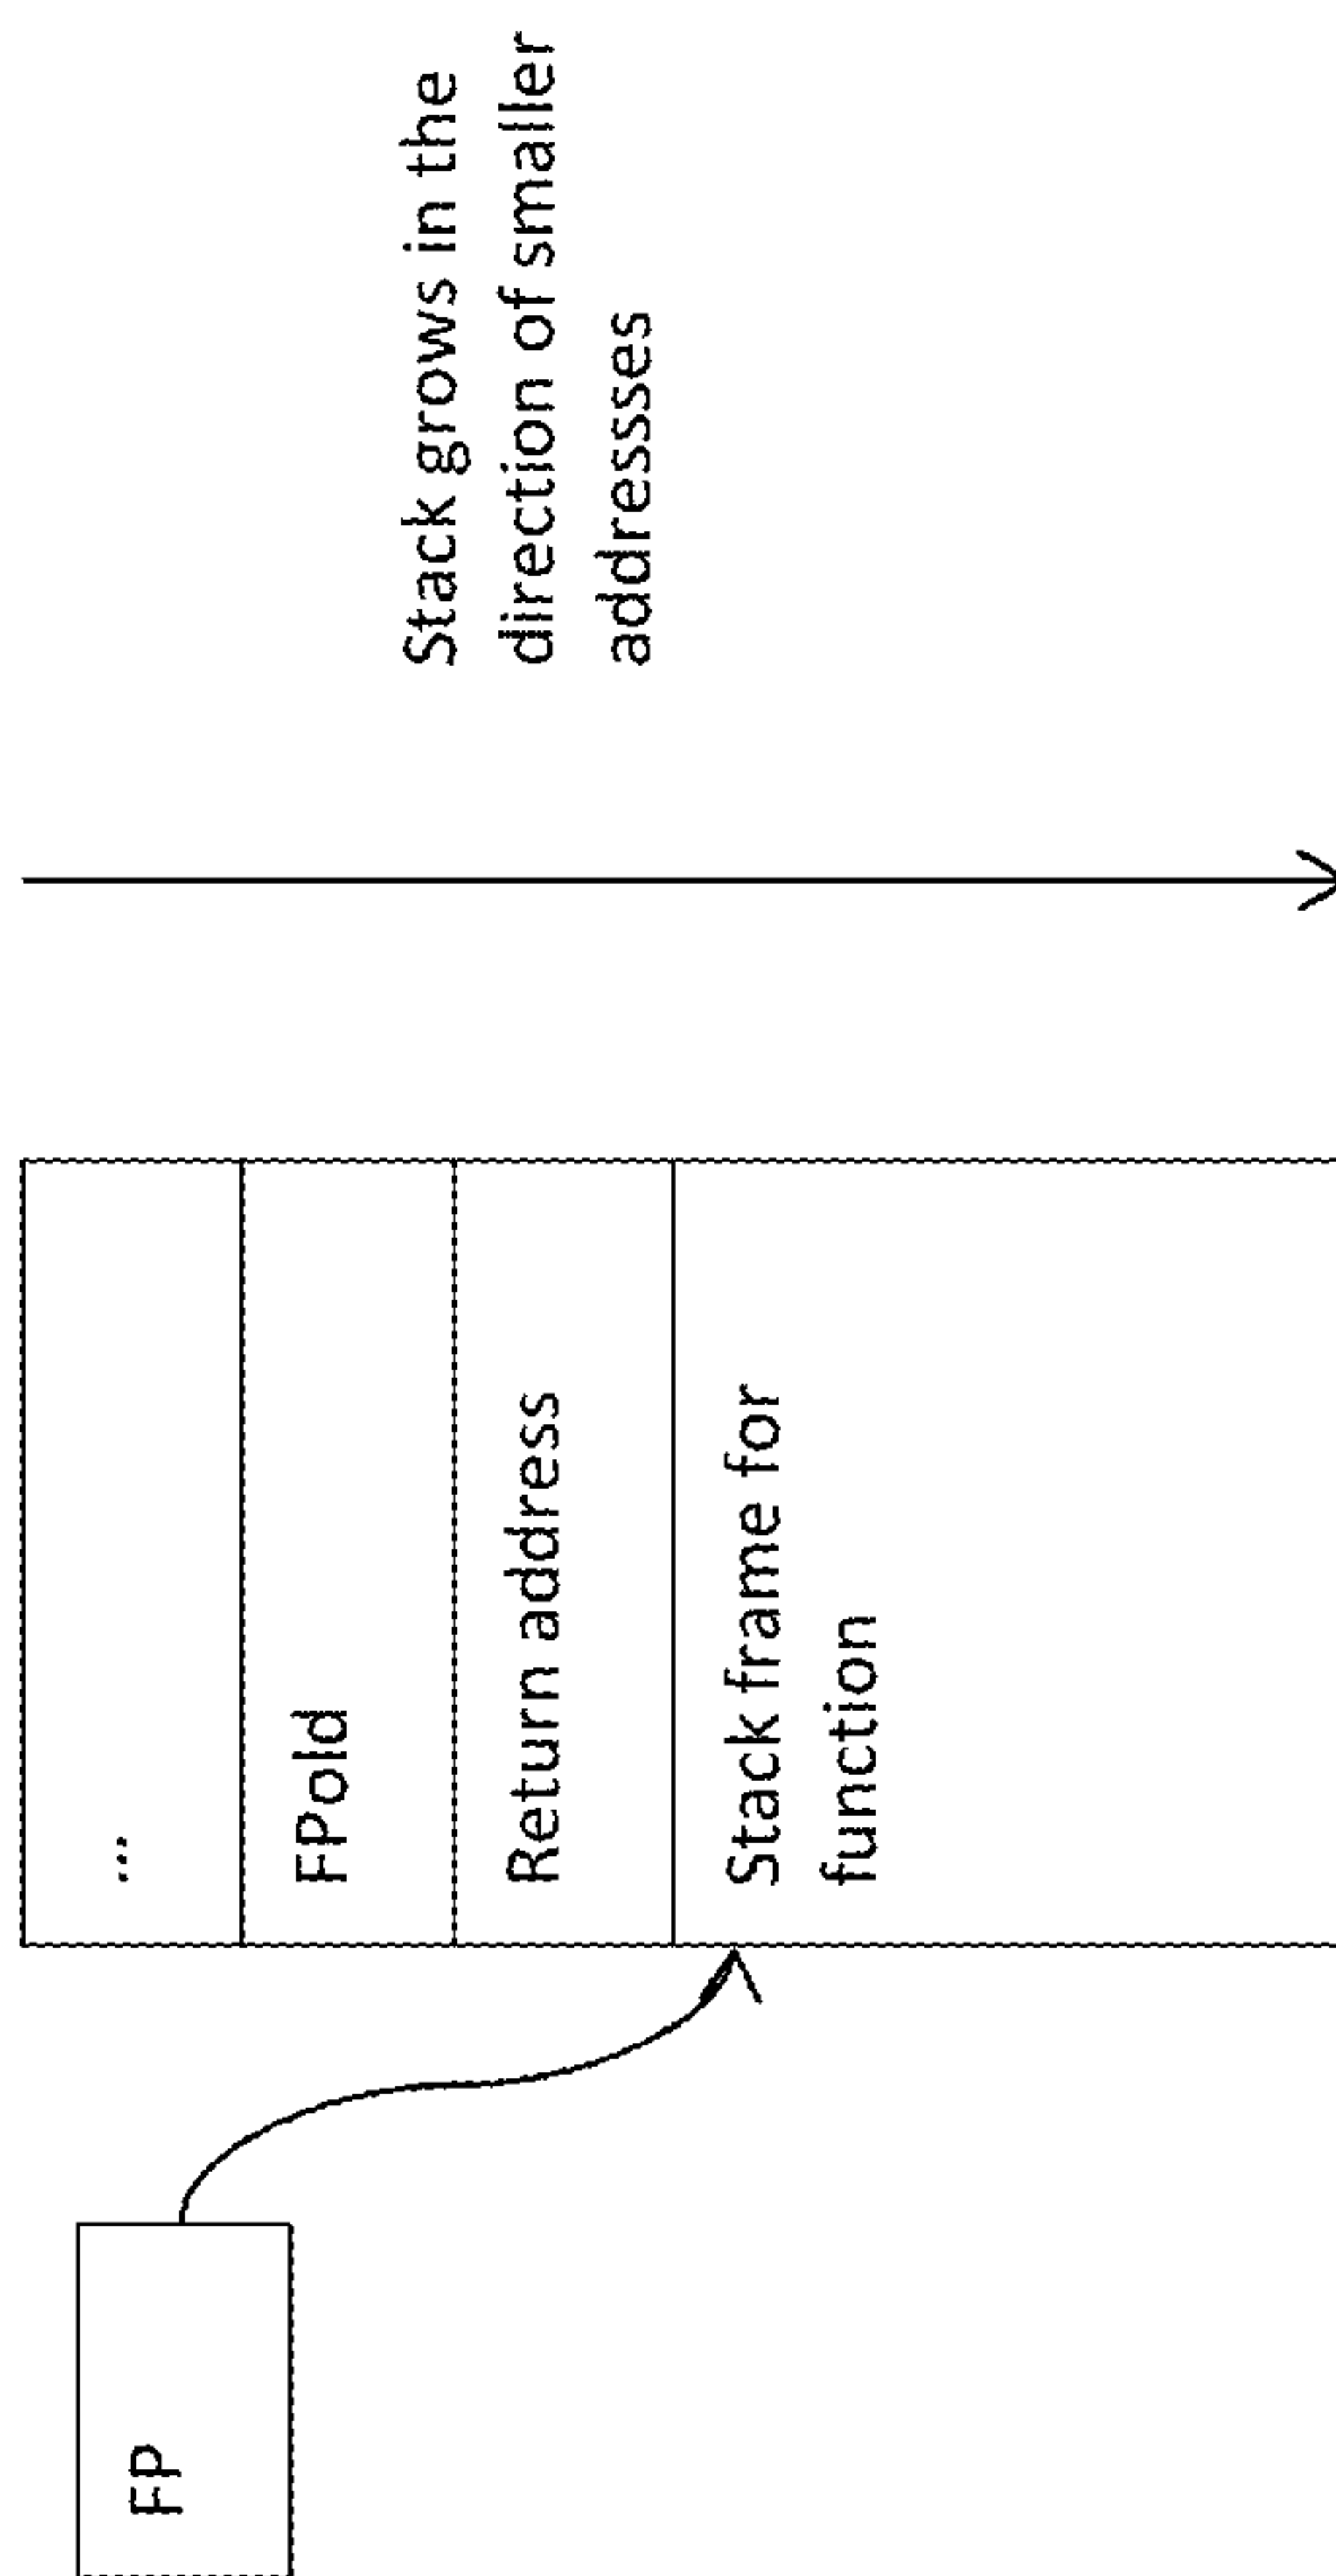 FP
...
FPold
Return address
Stack frame for
function
Stack grows in the
direction of smaller
addressses